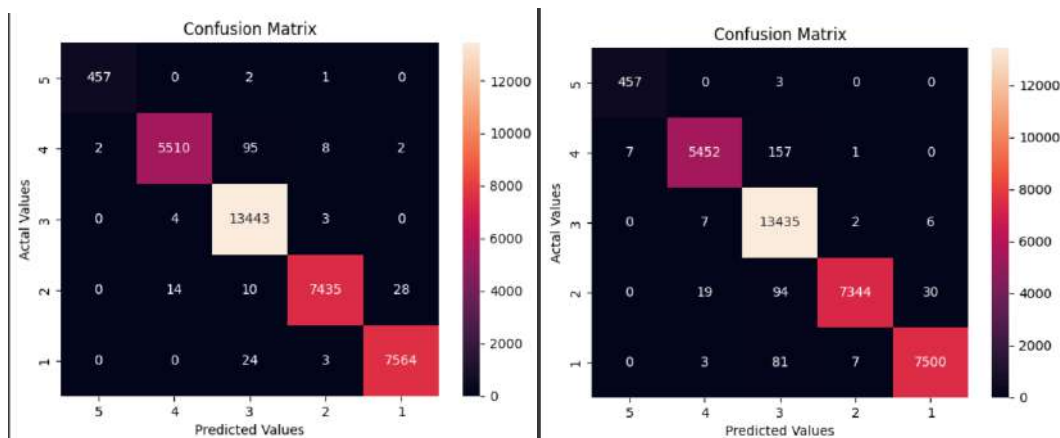 Confusion Matrix
5 457 0 2 1 0
4 2 5510 95 8 2
3 0 4 13443 3 0
2 0 14 10 7435 28
1 0 0 24 3 7564
5 4 3 2 1
Predicted Values
Actal Values
12000
10000
8000
6000
4000
2000
0
Confusion Matrix
5 457 0 3 0 0
4 7 5452 157 1 0
3 0 7 13435 2 6
2 0 19 94 7344 30
1 0 3 81 7 7500
5 4 3 2 1
Predicted Values
Actal Values
12000
10000
8000
6000
4000
2000
0